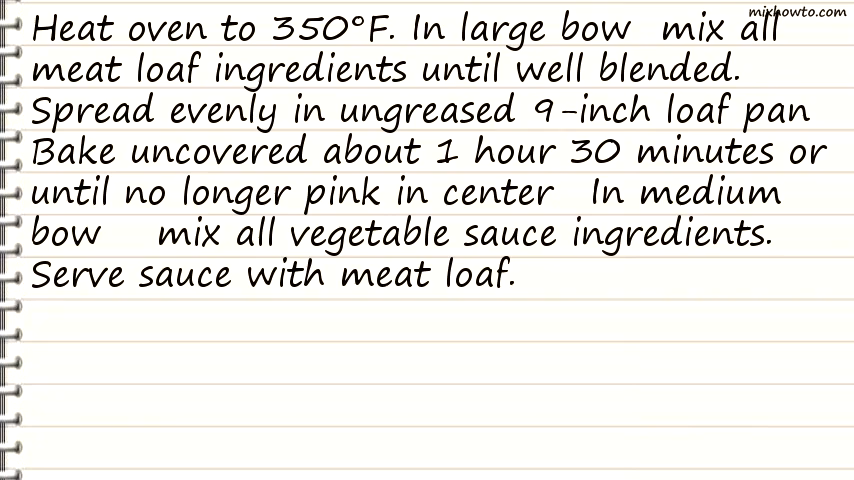 mixhowto.com
Heat oven to 350°F. In large bow mix all
meat loaf ingredients until well blended.
Spread evenly in ungreased 9-inch loaf pan
Bake uncovered about 1 hour 30 minutes or
until no longer pink in center In medium
bow mix all vegetable sauce ingredients.
Serve sauce with meat loaf.